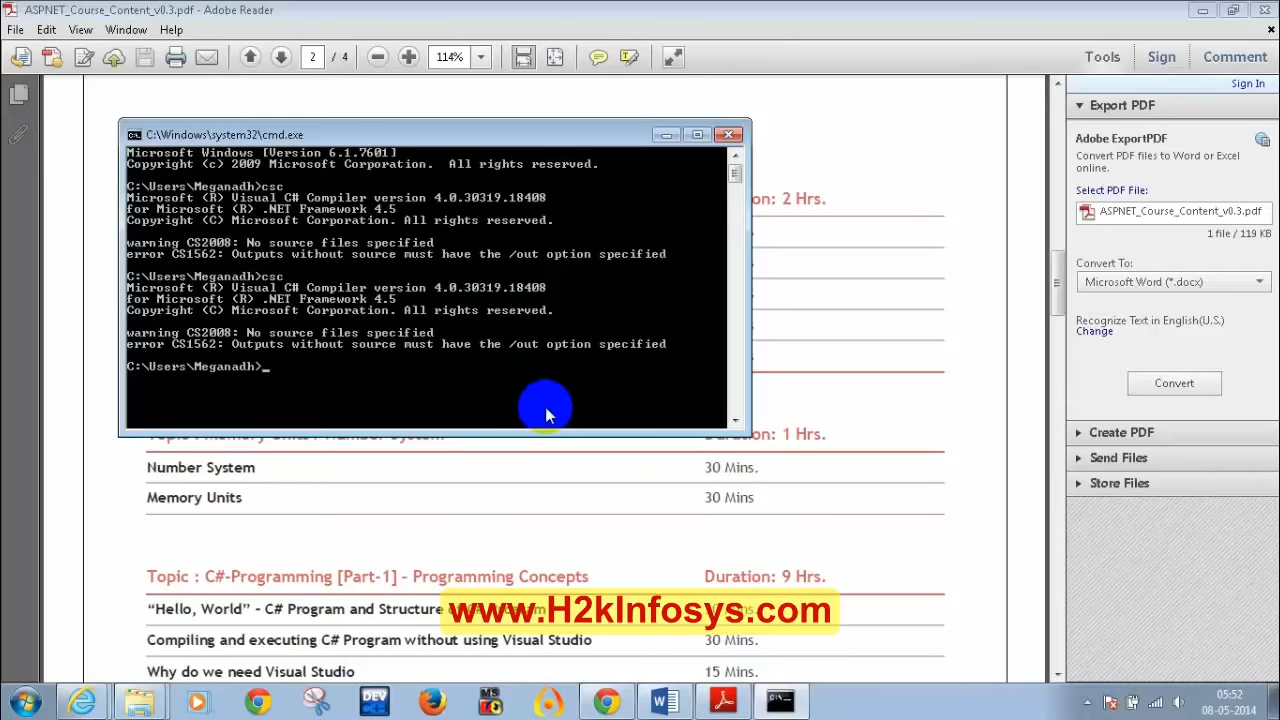 ASPNET_Course_Content_v0.3.pdf - Adobe Reader
File Edit View Window Help
2 / 4 114% Tools Sign Comment
Sign In
Export PDF
Adobe ExportPDF
Convert PDF files to Word or Excel
online.
Select PDF File:
ASPNET_Course_Content_v0.3.pdf
1 file / 119 KB
Convert To:
Microsoft Word (*.docx)
Recognize Text in English(U.S.)
Change
Convert
Create PDF
Send Files
Store Files
C:\Windows\system32\cmd.exe
Microsoft Windows [Version 6.1.7601]
Copyright (c) 2009 Microsoft Corporation. All rights reserved.
C:\Users\Meganadh>csc
Microsoft (R) Visual C# Compiler version 4.0.30319.18408
for Microsoft (R) .NET Framework 4.5
Copyright (C) Microsoft Corporation. All rights reserved.
warning CS2008: No source files specified
error CS1562: Outputs without source must have the /out option specified
C:\Users\Meganadh>csc
Microsoft (R) Visual C# Compiler version 4.0.30319.18408
for Microsoft (R) .NET Framework 4.5
Copyright (C) Microsoft Corporation. All rights reserved.
warning CS2008: No source files specified
error CS1562: Outputs without source must have the /out option specified
C:\Users\Meganadh>_
on: 2 Hrs.
Duration: 1 Hrs.
Number System 30 Mins.
Memory Units 30 Mins
Topic : C#-Programming [Part-1] - Programming Concepts Duration: 9 Hrs.
“Hello, World” - C# Program and Structure
www.H2kInfosys.com
Compiling and executing C# Program without using Visual Studio 30 Mins.
Why do we need Visual Studio 15 Mins.
DEV
MS
05:52
08-05-2014